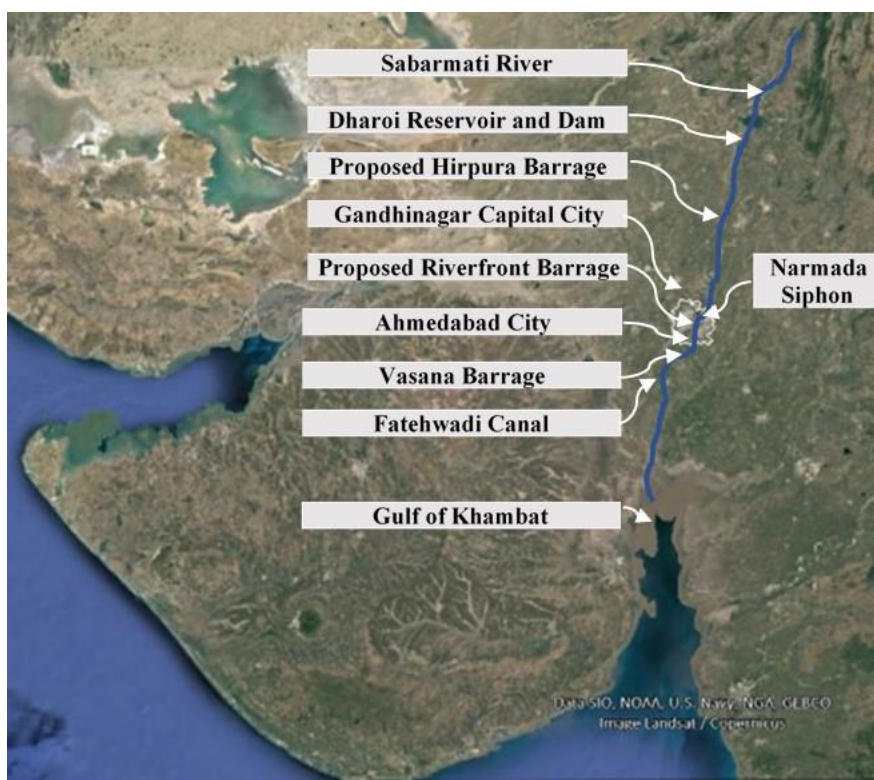 Sabarmati River
Dharoi Reservoir and Dam
Proposed Hirpura Barrage
Gandhinagar Capital City
Proposed Riverfront Barrage
Narmada
Siphon
Ahmedabad City
Vasana Barrage
Fatehwadi Canal
Gulf of Khambat
Data SIO, NOAA, U.S. Navy, NGA, GEBCO
Image Landsat / Copernicus